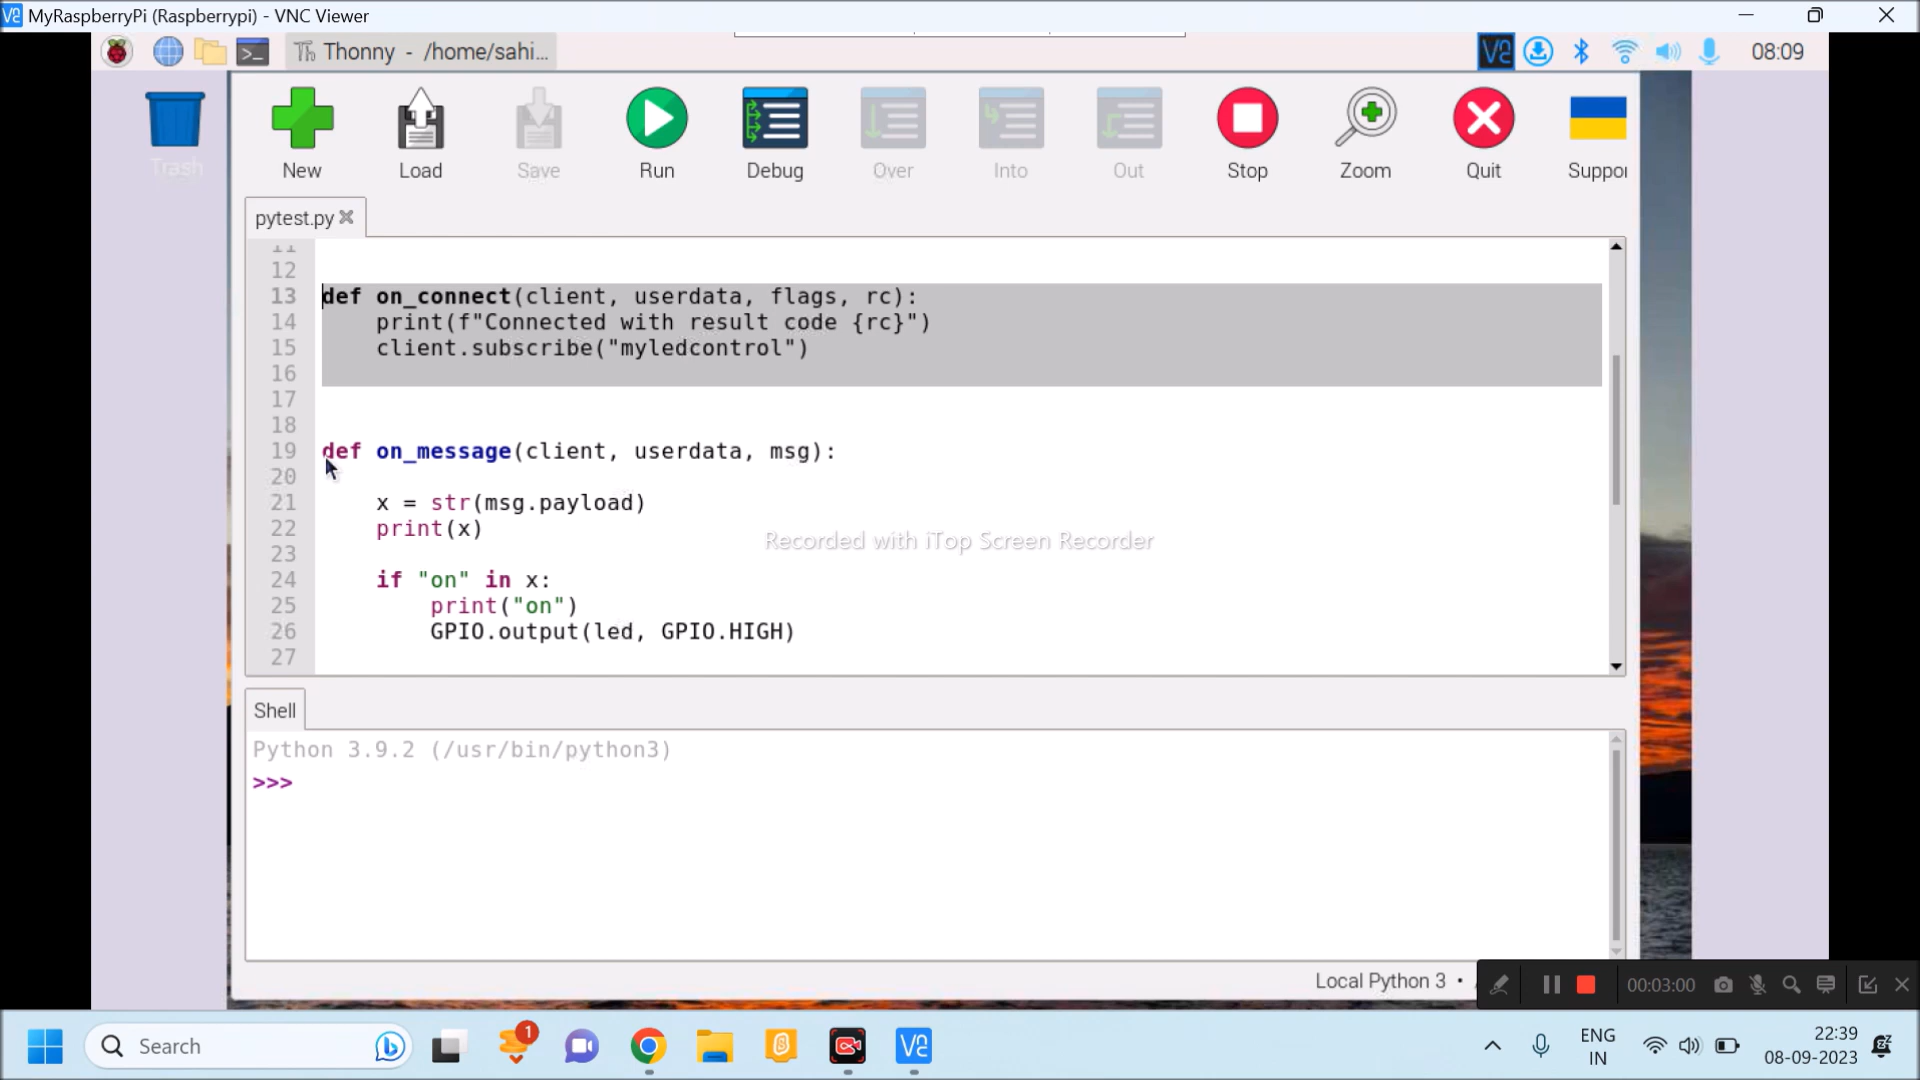 MyRaspberryPi (Raspberrypi) - VNC Viewer
Thonny - /home/sahi...
08:09
Trash
New
Load
Save
Run
Debug
Over
Into
Out
Stop
Zoom
Quit
Suppor
pytest.py
11
12
13 def on_connect(client, userdata, flags, rc):
14 print(f"Connected with result code {rc}")
15 client.subscribe("myledcontrol")
16
17
18
19 def on_message(client, userdata, msg):
20
21 x = str(msg.payload)
22 print(x)
23
24 if "on" in x:
25 print("on")
26 GPIO.output(led, GPIO.HIGH)
27
Recorded with iTop Screen Recorder
Shell
Python 3.9.2 (/usr/bin/python3)
>>>
Local Python 3 •
00:03:00
Search
1
ENG
IN
22:39
08-09-2023